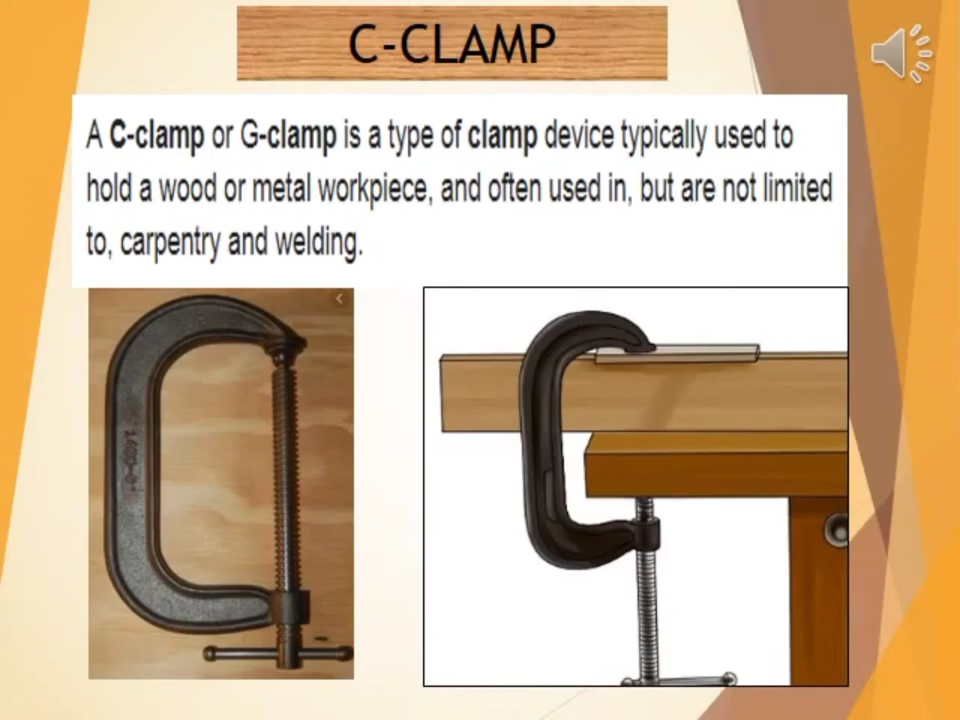 C-CLAMP
A C-clamp or G-clamp is a type of clamp device typically used to
hold a wood or metal workpiece, and often used in, but are not limited
to, carpentry and welding.